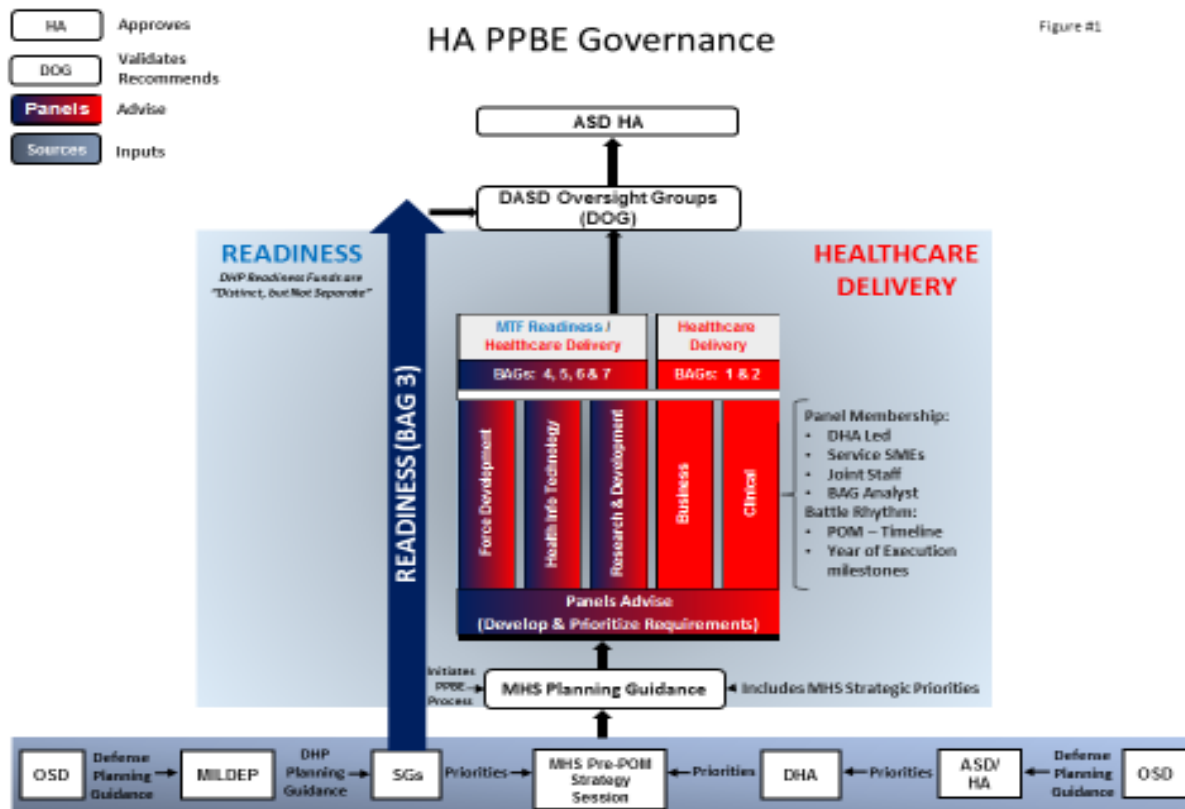 HA
Approves
HA PPBE Governance
Figure #1
DOG
Validates
Recommends
Panels
Advise
Sources
Inputs
ASD HA
DASD Oversight Groups
(DOG)
READINESS
DHP Readiness Funds are
"Distinct, but Not Separate"
HEALTHCARE
DELIVERY
READINESS (BAG 3)
MTF Readiness /
Healthcare Delivery
Healthcare
Delivery
BAGs: 4, 5, 6 & 7
BAGs: 1 & 2
Force Development
Health Info Technology
Research & Development
Business
Clinical
Panel Membership:
• DHA Led
• Service SMEs
• Joint Staff
• BAG Analyst
Battle Rhythm:
• POM – Timeline
• Year of Execution
milestones
Panels Advise
(Develop & Prioritize Requirements)
Initiates
PPBE
Process
MHS Planning Guidance
Includes MHS Strategic Priorities
OSD
Defense
Planning
Guidance
MILDEP
DHP
Planning
Guidance
SGs
Priorities
MHS Pre-POM
Strategy
Session
Priorities
DHA
Priorities
ASD/
HA
Defense
Planning
Guidance
OSD